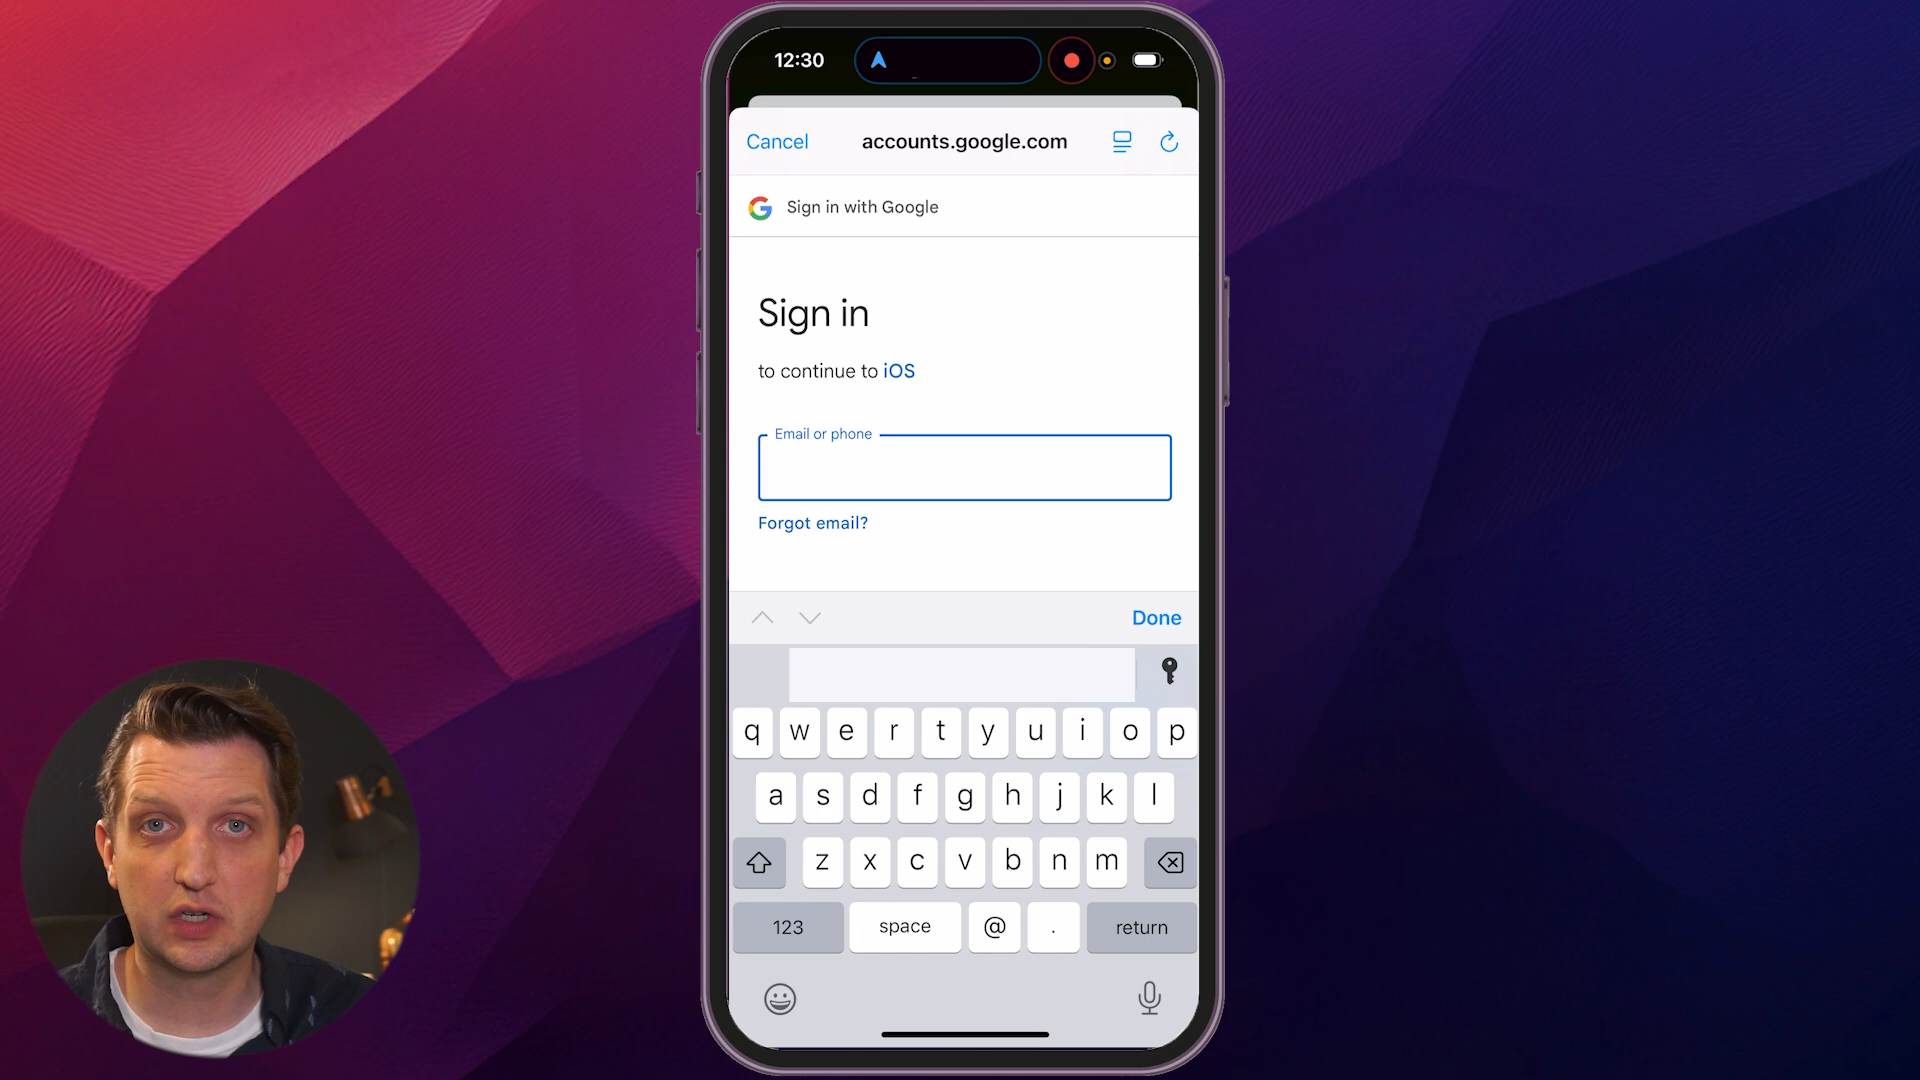 12:30
Cancel accounts.google.com
Sign in with Google
Sign in
to continue to iOS
Email or phone
Forgot email?
Done
q w e r t y u i o p
a s d f g h j k l
z x c v b n m
123 space @ . return